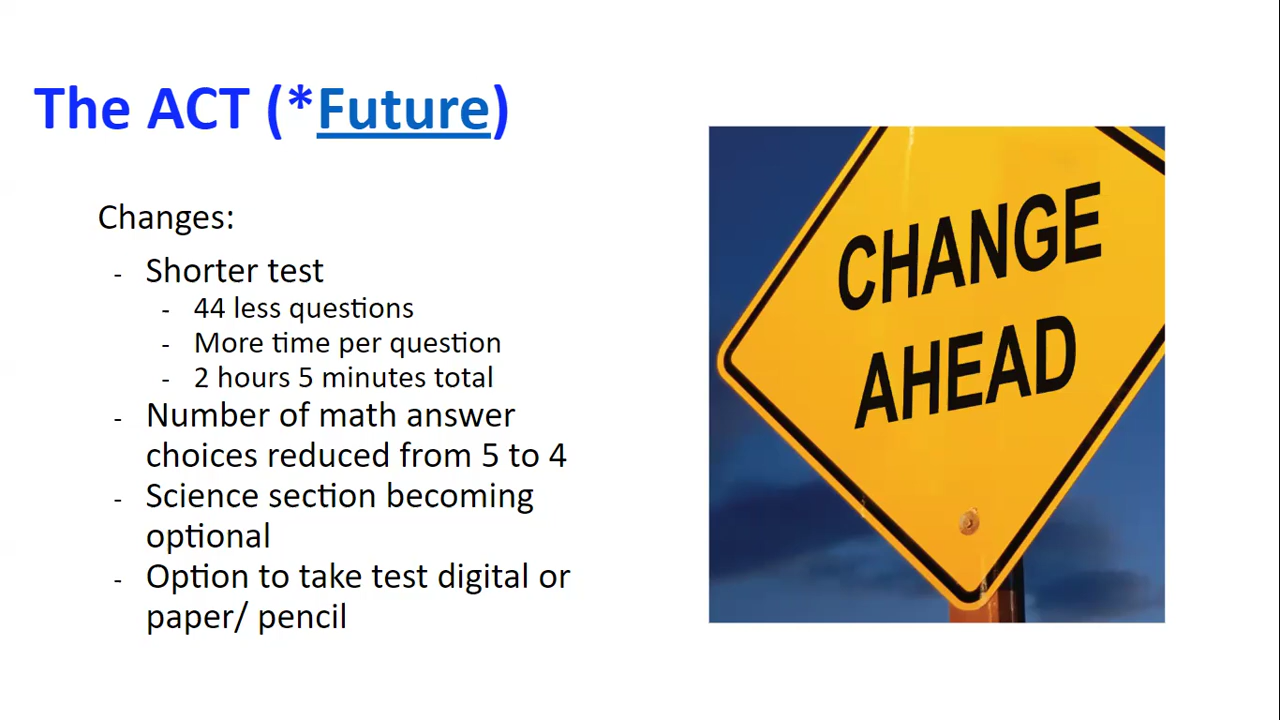 The ACT (*Future)
Changes:
- Shorter test
- 44 less questions
- More time per question
- 2 hours 5 minutes total
- Number of math answer
choices reduced from 5 to 4
- Science section becoming
optional
- Option to take test digital or
paper/ pencil
CHANGE
AHEAD